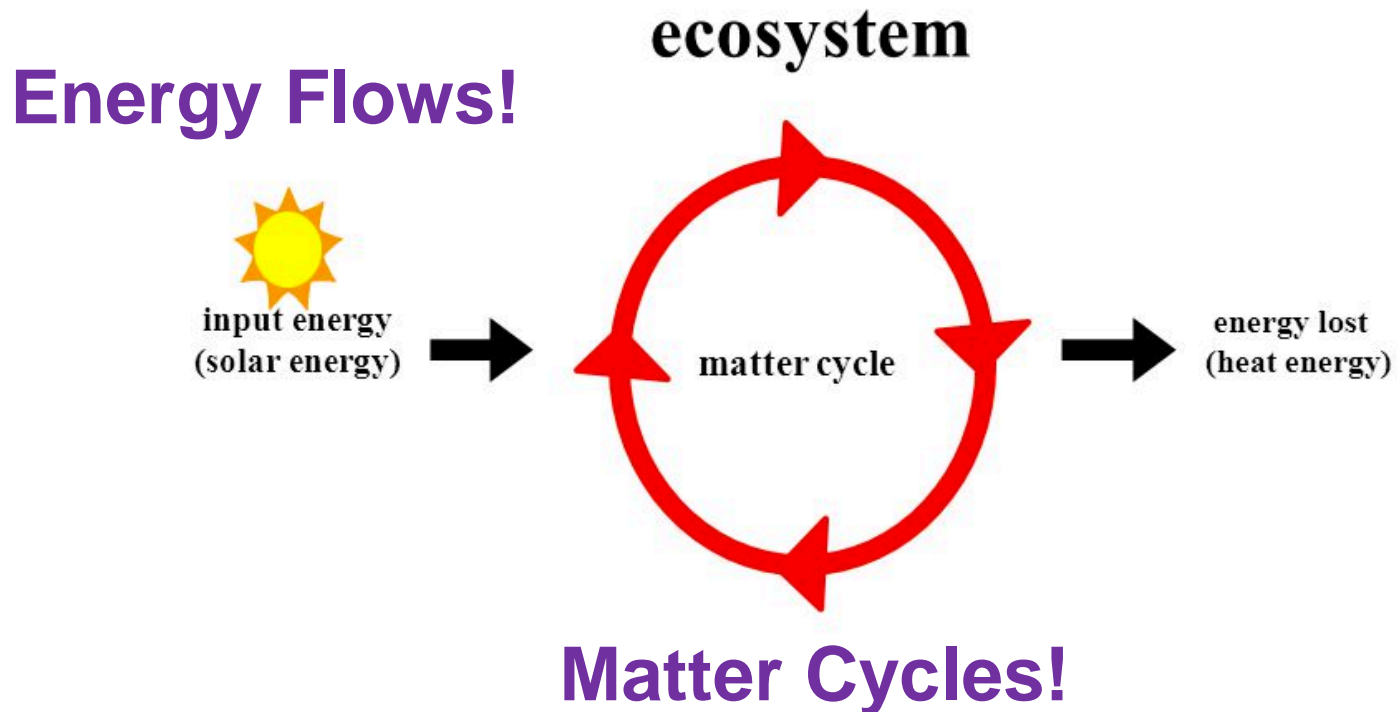 ecosystem
Energy Flows!
input energy
(solar energy)
matter cycle
energy lost
(heat energy)
Matter Cycles!